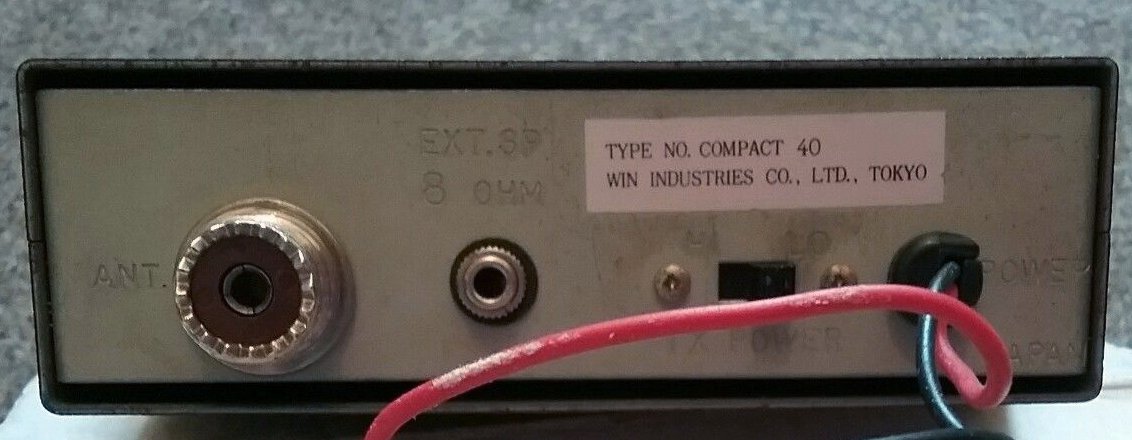 EXT.SP
8 OHM
TYPE NO. COMPACT 40
WIN INDUSTRIES CO., LTD., TOKYO
HI LO
ANT.
POWER
TX POWER
JAPAN